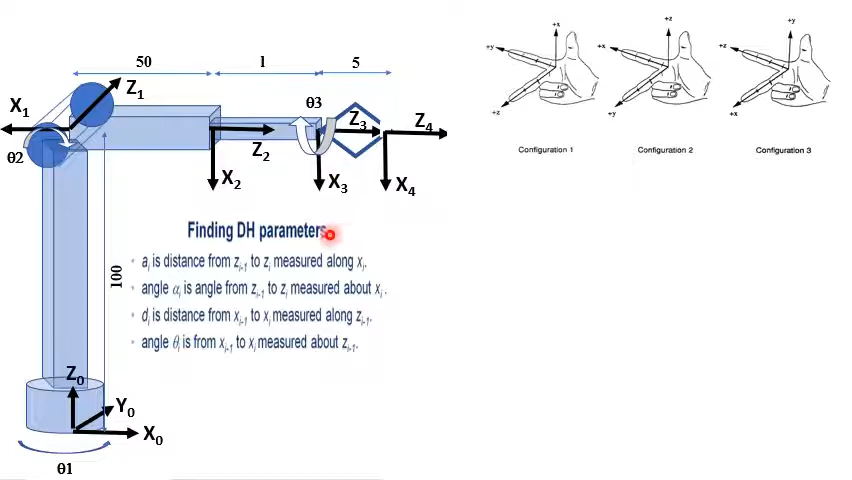 50 l 5
Z₁
X₁
θ3
Z₃
Z₄
θ2
Z₂
X₂
X₃
X₄
100
Finding DH parameters
• aᵢ is distance from zᵢ₋₁ to zᵢ measured along xᵢ.
• angle αᵢ is angle from zᵢ₋₁ to zᵢ measured about xᵢ.
• dᵢ is distance from xᵢ₋₁ to xᵢ measured along zᵢ₋₁.
• angle θᵢ is from xᵢ₋₁ to xᵢ measured about zᵢ₋₁.
Z₀
Y₀
X₀
θ1
+x
+y
+z
Configuration 1
+z
+x
+y
Configuration 2
+y
+z
+x
Configuration 3